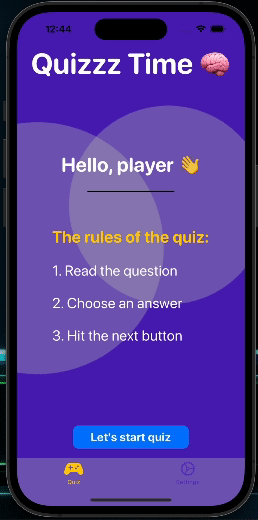 12:44
Quizzz Time 🧠
Hello, player 👋
The rules of the quiz:
1. Read the question
2. Choose an answer
3. Hit the next button
Let's start quiz
Quiz
Settings